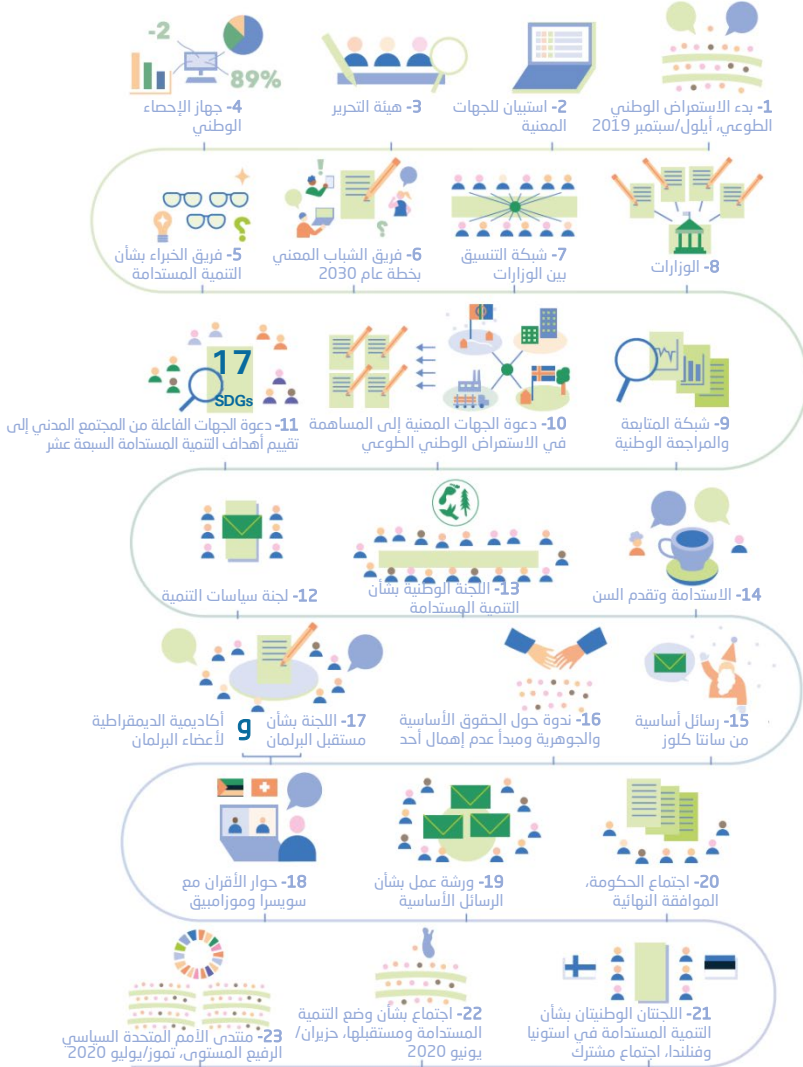 1- بدء الاستعراض الوطني
الطوعي، أيلول/سبتمبر 2019
2- استبيان للجهات
المعنية
3- هيئة التحرير
-2
89%
4- جهاز الإحصاء
الوطني
5- فريق الخبراء بشأن
التنمية المستدامة
6- فريق الشباب المعني
بخطة عام 2030
7- شبكة التنسيق
بين الوزارات
8- الوزارات
9- شبكة المتابعة
والمراجعة الوطنية
10- دعوة الجهات المعنية إلى المساهمة
في الاستعراض الوطني الطوعي
17
SDGs
11- دعوة الجهات الفاعلة من المجتمع المدني إلى
تقييم أهداف التنمية المستدامة السبعة عشر
12- لجنة سياسات التنمية
13- اللجنة الوطنية بشأن
التنمية المستدامة
14- الاستدامة وتقدم السن
15- رسائل أساسية
من سانتا كلوز
16- ندوة حول الحقوق الأساسية
والجوهرية ومبدأ عدم إهمال أحد
17- اللجنة بشأن
مستقبل البرلمان
و
أكاديمية الديمقراطية
لأعضاء البرلمان
18- حوار الأقران مع
سويسرا وموزامبيق
19- ورشة عمل بشأن
الرسائل الأساسية
20- اجتماع الحكومة،
الموافقة النهائية
21- اللجنتان الوطنيتان بشأن
التنمية المستدامة في استونيا
وفنلندا، اجتماع مشترك
22- اجتماع بشأن وضع التنمية
المستدامة ومستقبلها، حزيران/
يونيو 2020
23- منتدى الأمم المتحدة السياسي
الرفيع المستوى، تموز/يوليو 2020